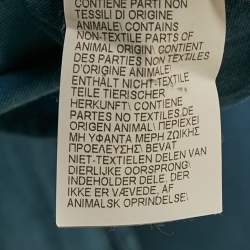 CONTIENE PARTI NON
TESSILI DI ORIGINE
ANIMALE\ CONTAINS
NON-TEXTILE PARTS OF
ANIMAL ORIGIN\ CONTIENT
DES PARTIES NON TEXTILES
D'ORIGINE ANIMALE\
ENTHÄLT NICHT TEXTILE
TEILE TIERISCHER
HERKUNFT\ CONTIENE
PARTES NO TEXTILES DE
ORIGEN ANIMAL\ ΠΕΡΙΕΧΕΙ
ΜΗ ΥΦΑΝΤΑ ΜΕΡΗ ΖΩΙΚΗΣ
ΠΡΟΕΛΕΥΣΗΣ\ BEVAT
NIET-TEXTIELEN DELEN VAN
DIERLIJKE OORSPRONG\
INDEHOLDER DELE, DER
IKKE ER VÆVEDE, AF
ANIMALSK OPRINDELSE\